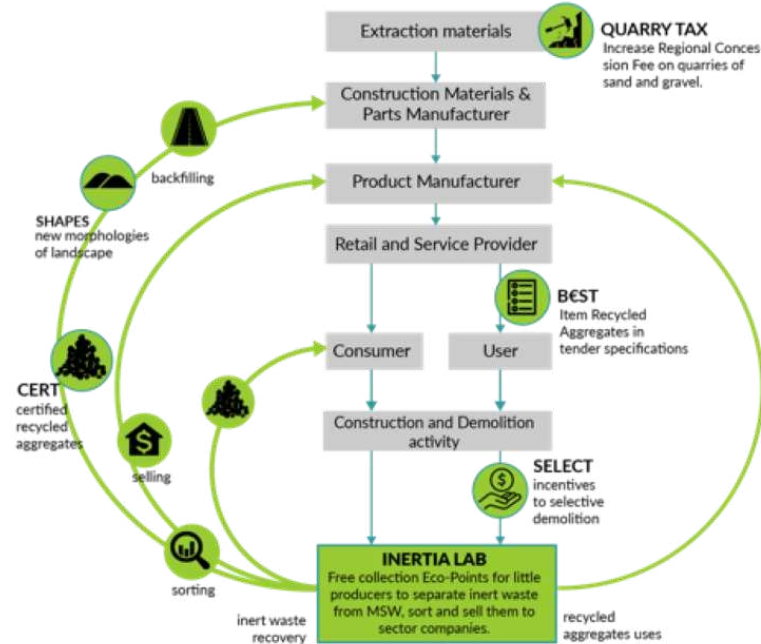 Extraction materials
QUARRY TAX
Increase Regional Conces
sion Fee on quarries of
sand and gravel.
Construction Materials &
Parts Manufacturer
backfilling
Product Manufacturer
SHAPES
new morphologies
of landscape
Retail and Service Provider
B€ST
Item Recycled
Aggregates in
tender specifications
Consumer
User
CERT
certified
recycled
aggregates
Construction and Demolition
activity
selling
SELECT
incentives
to selective
demolition
sorting
INERTIA LAB
Free collection Eco-Points for little
producers to separate inert waste
from MSW, sort and sell them to
sector companies.
inert waste
recovery
recycled
aggregates uses